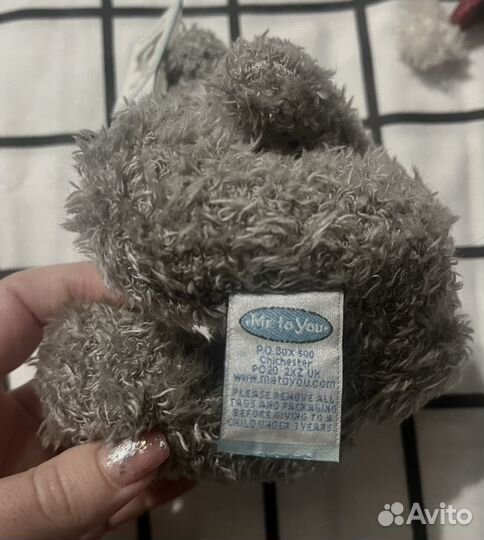 Me to You
P.O. BOX 500
Chichester
PO20 2XZ UK
www.metoyou.com
PLEASE REMOVE ALL
TAGS AND PACKAGING
BEFORE GIVING TO A
CHILD UNDER 3 YEARS.
Avito